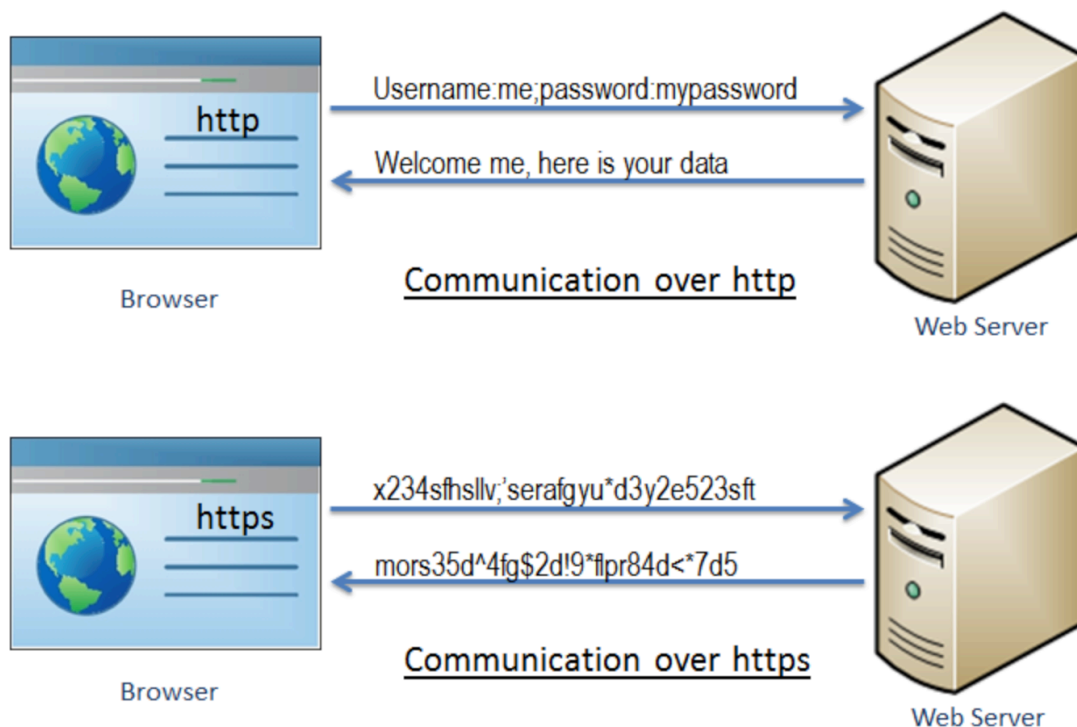 http
Username:me;password:mypassword
Welcome me, here is your data
Communication over http
Browser
Web Server
https
x234sfhsllv;'serafgyu*d3y2e523sft
mors35d^4fg$2d!9*flpr84d<*7d5
Communication over https
Browser
Web Server